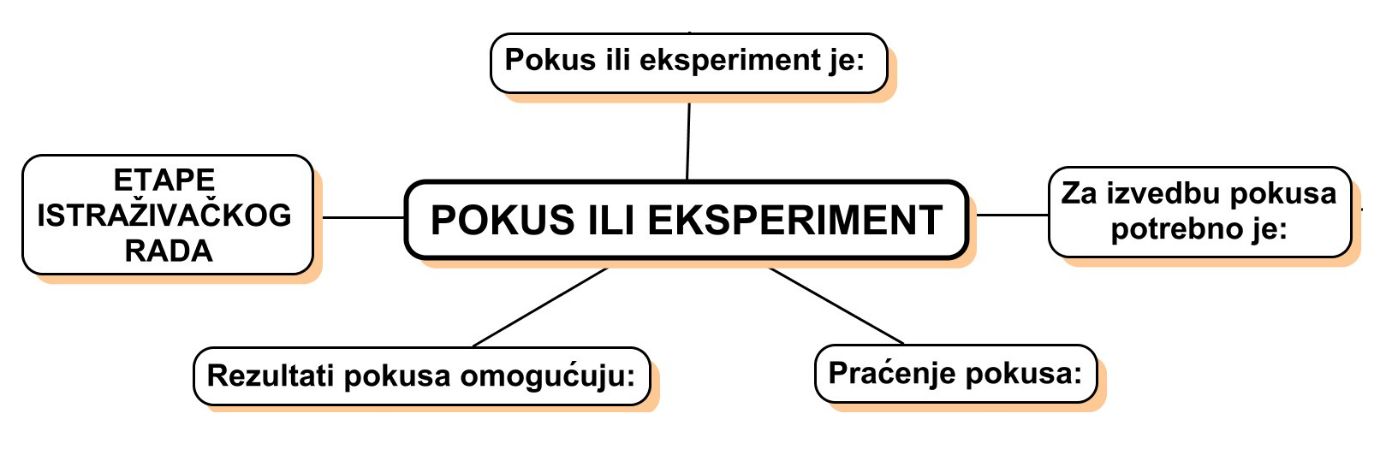 Pokus ili eksperiment je:
ETAPE
ISTRAŽIVAČKOG
RADA
POKUS ILI EKSPERIMENT
Za izvedbu pokusa
potrebno je:
Rezultati pokusa omogućuju:
Praćenje pokusa: